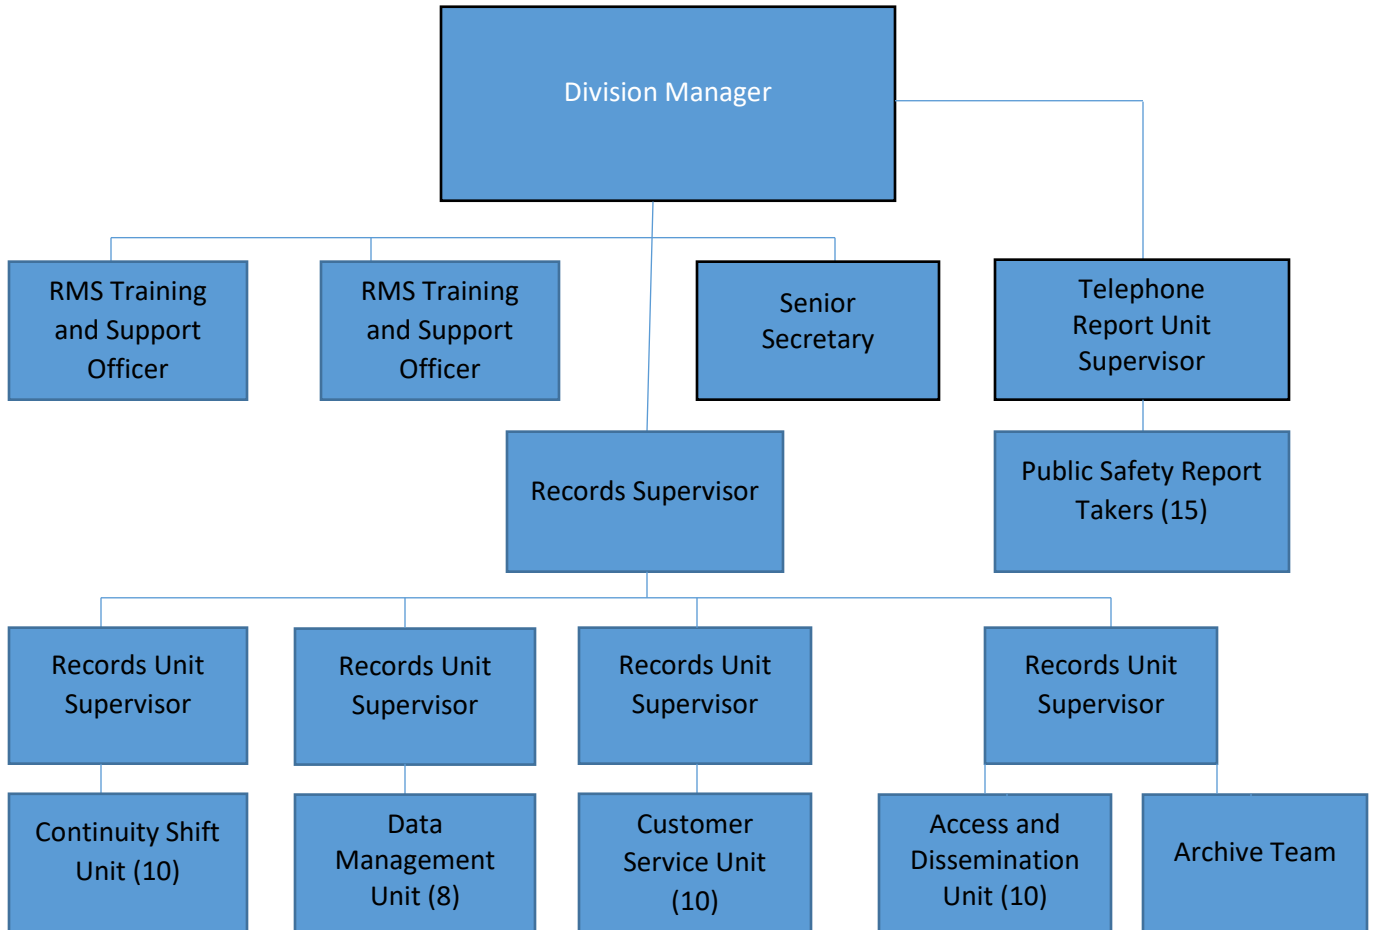 Division Manager
RMS Training
and Support
Officer
RMS Training
and Support
Officer
Senior
Secretary
Telephone
Report Unit
Supervisor
Records Supervisor
Public Safety Report
Takers (15)
Records Unit
Supervisor
Records Unit
Supervisor
Records Unit
Supervisor
Records Unit
Supervisor
Continuity Shift
Unit (10)
Data
Management
Unit (8)
Customer
Service Unit
(10)
Access and
Dissemination
Unit (10)
Archive Team